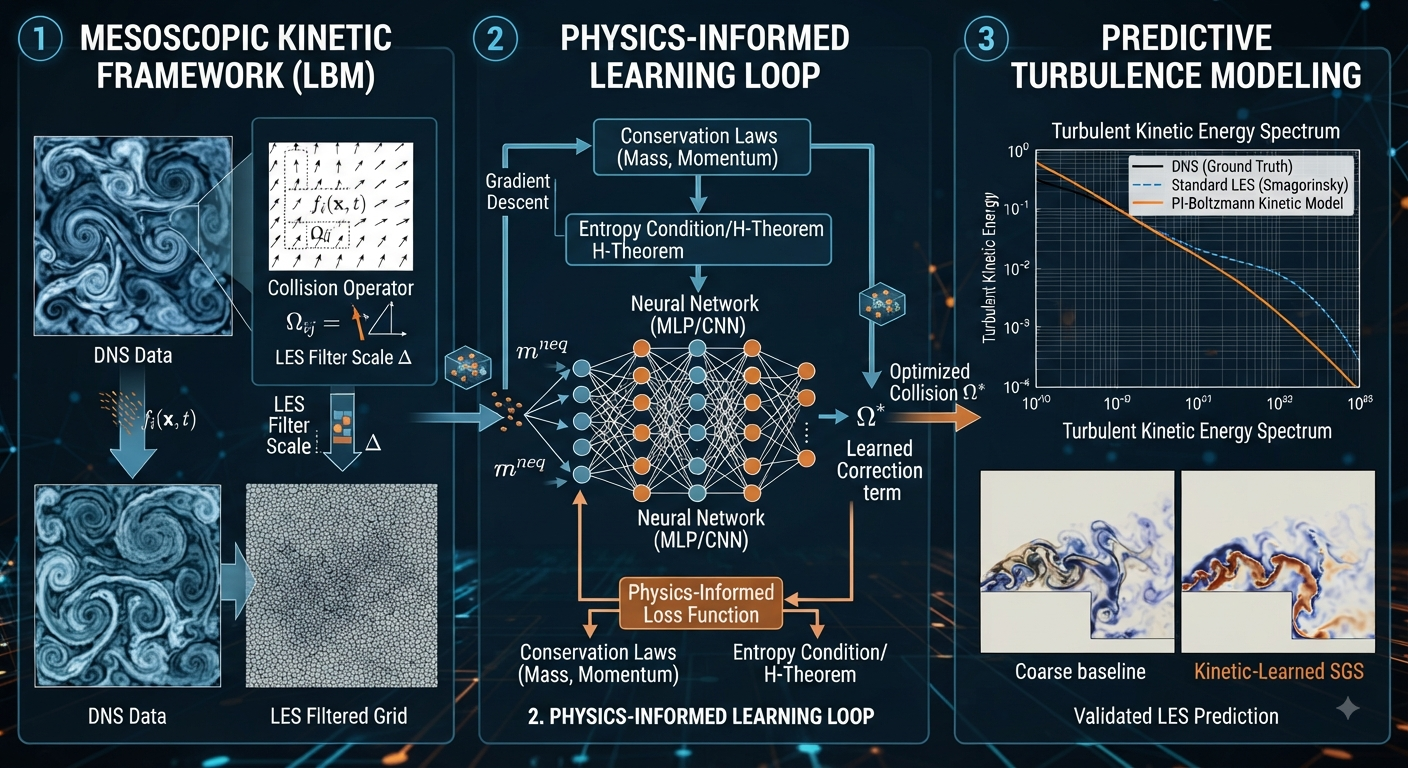 1
MESOSCOPIC KINETIC
FRAMEWORK (LBM)
fᵢ(x, t)
Collision Operator
LES Filter Scale Δ
DNS Data
(x, t)
LES
Filter
Scale
Δ
DNS Data
LES Filtered Grid
2
PHYSICS-INFORMED
LEARNING LOOP
Conservation Laws
(Mass, Momentum)
Gradient
Descent
Entropy Condition/H-Theorem
H-Theorem
Neural Network
(MLP/CNN)
m^neq
m^neq
Optimized
Collision Ω*
Ω*
Learned
Correction
term
Neural Network
(MLP/CNN)
Physics-Informed
Loss Function
Conservation Laws
(Mass, Momentum)
Entropy Condition/
H-Theorem
2. PHYSICS-INFORMED LEARNING LOOP
3
PREDICTIVE
TURBULENCE MODELING
Turbulent Kinetic Energy Spectrum
DNS (Ground Truth)
Standard LES (Smagorinsky)
PI-Boltzmann Kinetic Model
Turbulent Kinetic Energy
10⁰
10⁻¹
10⁻²
10⁻³
10⁻⁴
10⁻⁹ 10⁰¹
Turbulent Kinetic Energy Spectrum
Coarse baseline
Kinetic-Learned SGS
Validated LES Prediction